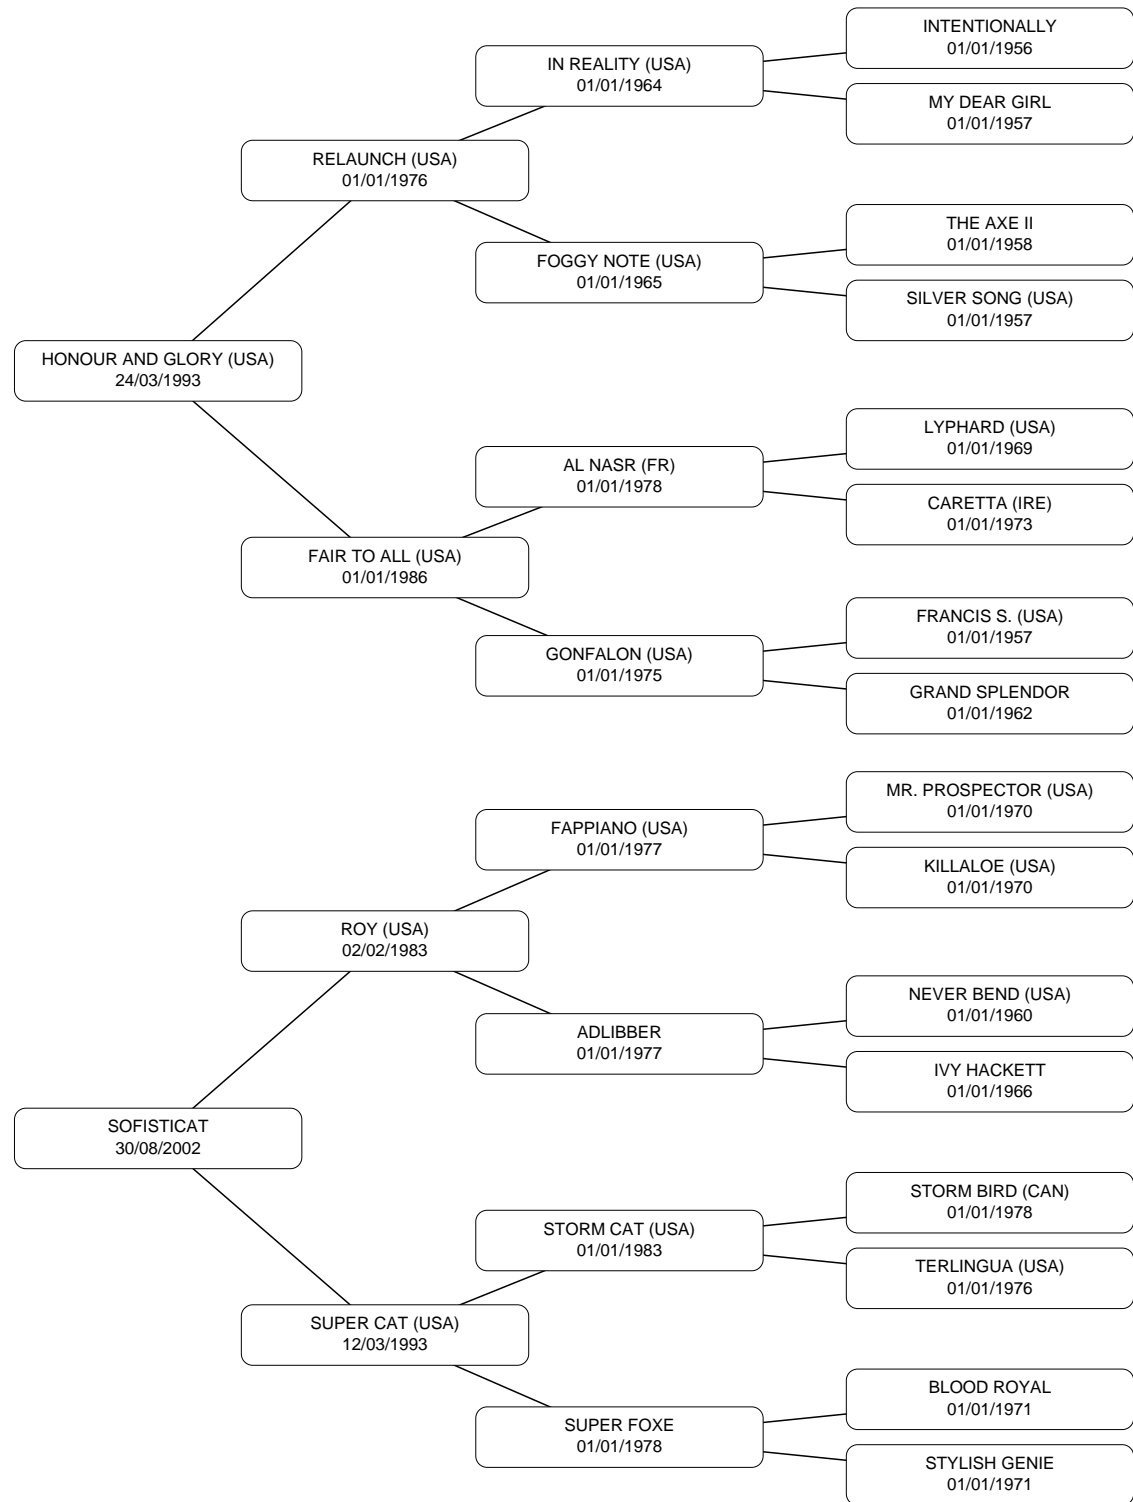 INTENTIONALLY
01/01/1956
IN REALITY (USA)
01/01/1964
MY DEAR GIRL
01/01/1957
RELAUNCH (USA)
01/01/1976
THE AXE II
01/01/1958
FOGGY NOTE (USA)
01/01/1965
SILVER SONG (USA)
01/01/1957
HONOUR AND GLORY (USA)
24/03/1993
LYPHARD (USA)
01/01/1969
AL NASR (FR)
01/01/1978
CARETTA (IRE)
01/01/1973
FAIR TO ALL (USA)
01/01/1986
FRANCIS S. (USA)
01/01/1957
GONFALON (USA)
01/01/1975
GRAND SPLENDOR
01/01/1962
MR. PROSPECTOR (USA)
01/01/1970
FAPPIANO (USA)
01/01/1977
KILLALOE (USA)
01/01/1970
ROY (USA)
02/02/1983
NEVER BEND (USA)
01/01/1960
ADLIBBER
01/01/1977
IVY HACKETT
01/01/1966
SOFISTICAT
30/08/2002
STORM BIRD (CAN)
01/01/1978
STORM CAT (USA)
01/01/1983
TERLINGUA (USA)
01/01/1976
SUPER CAT (USA)
12/03/1993
BLOOD ROYAL
01/01/1971
SUPER FOXE
01/01/1978
STYLISH GENIE
01/01/1971